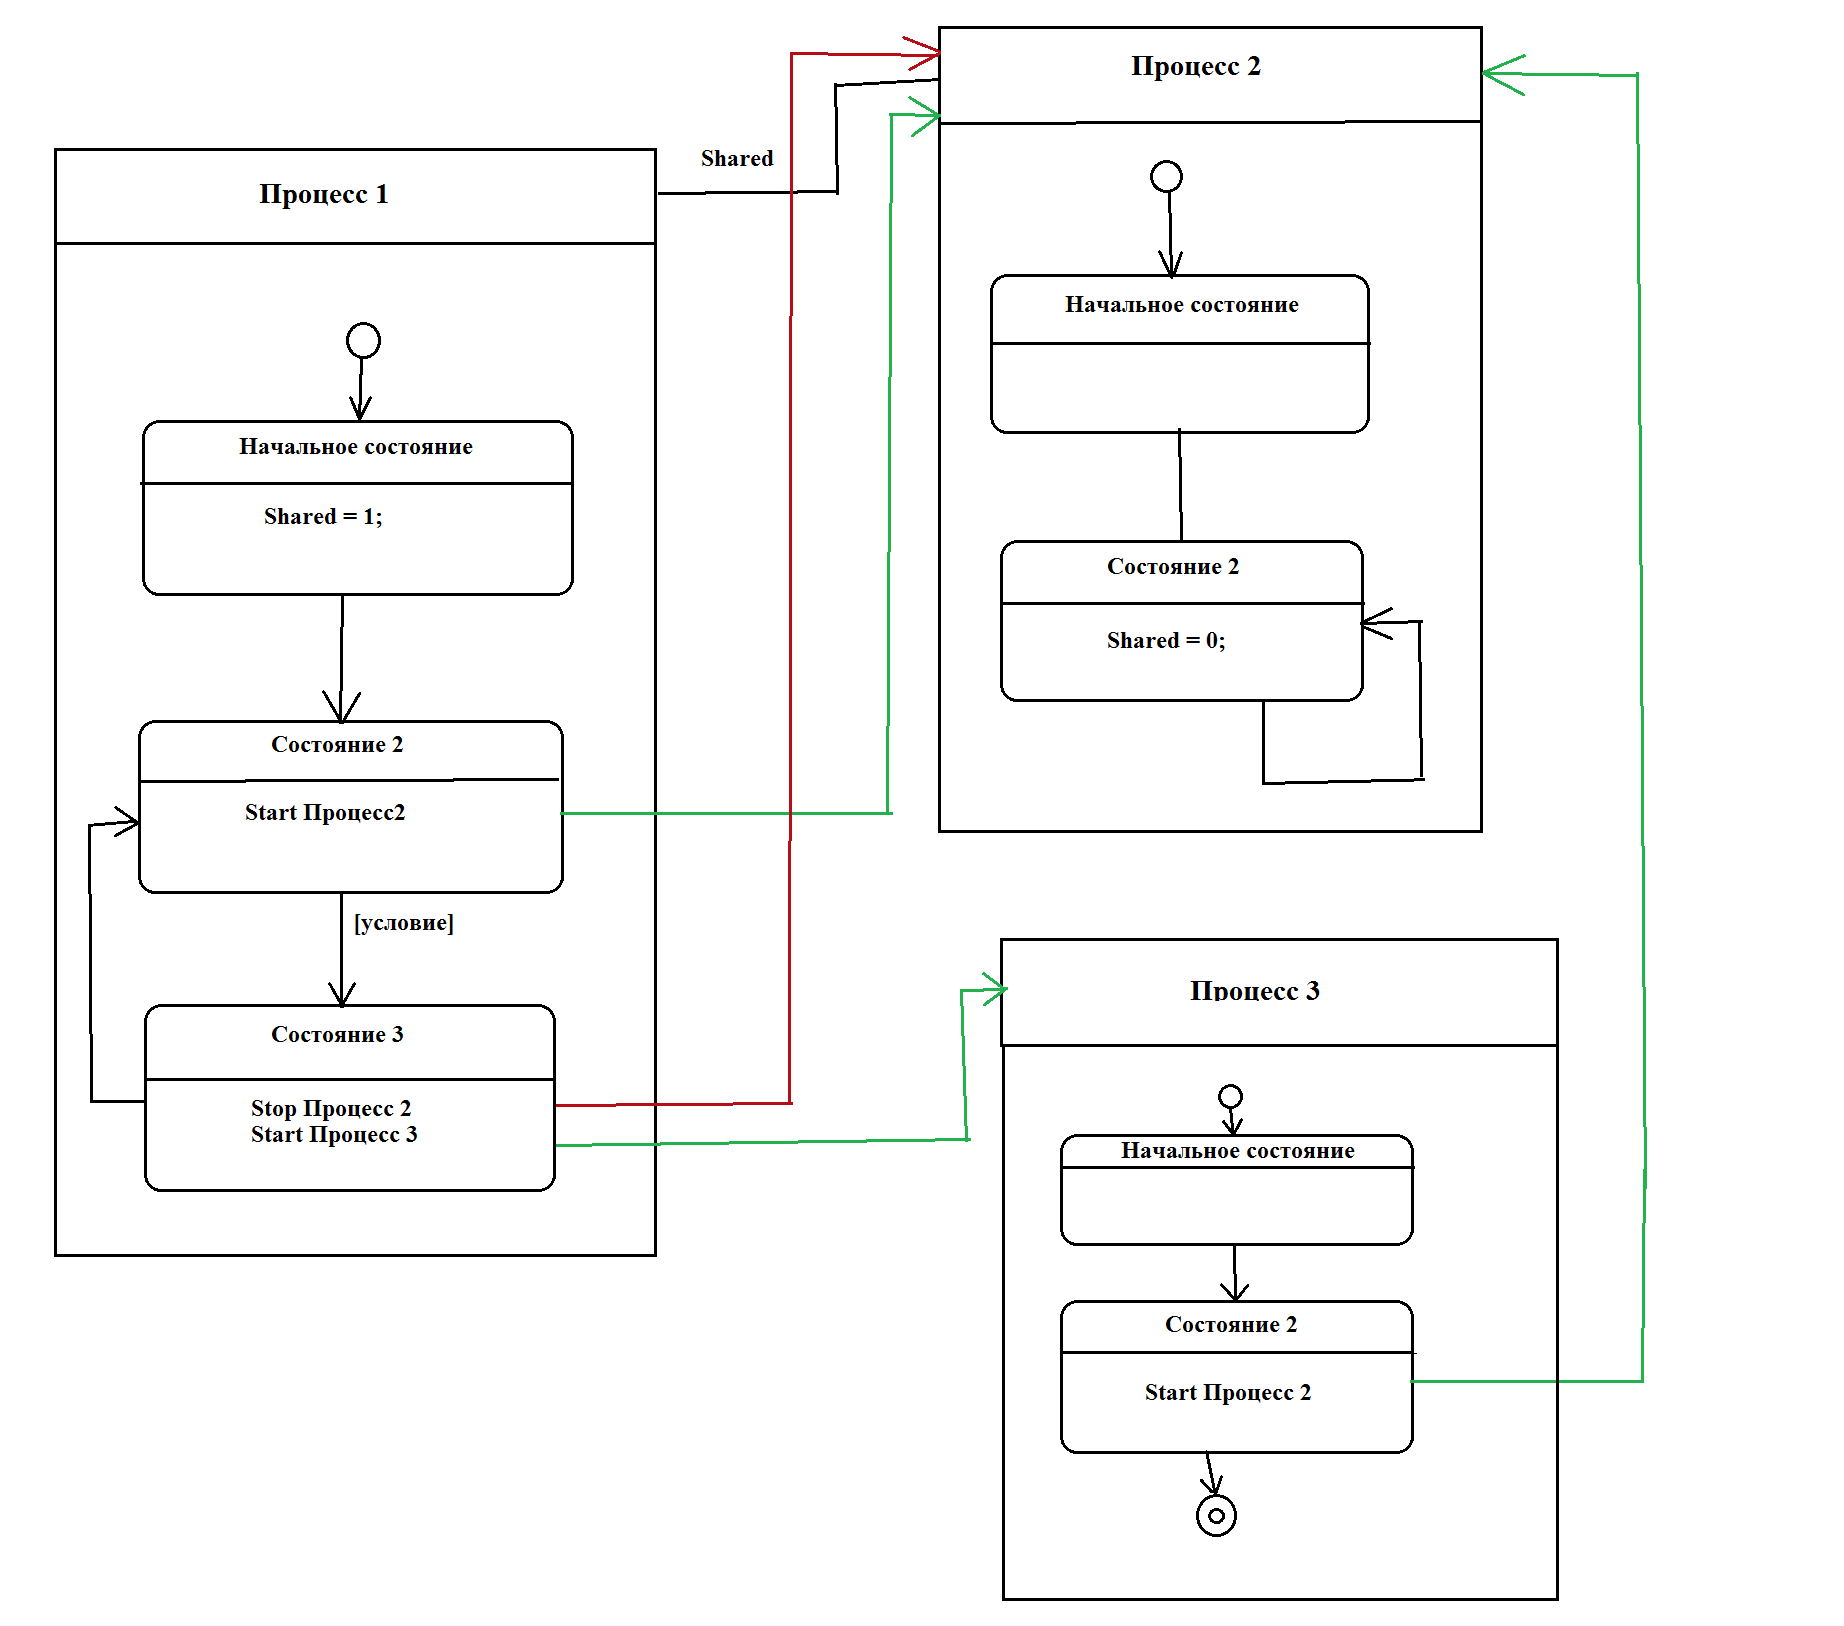 Процесс 1
Начальное состояние
Shared = 1;
Состояние 2
Start Процесс2
[условие]
Состояние 3
Stop Процесс 2
Start Процесс 3
Shared
Процесс 2
Начальное состояние
Состояние 2
Shared = 0;
Процесс 3
Начальное состояние
Состояние 2
Start Процесс 2